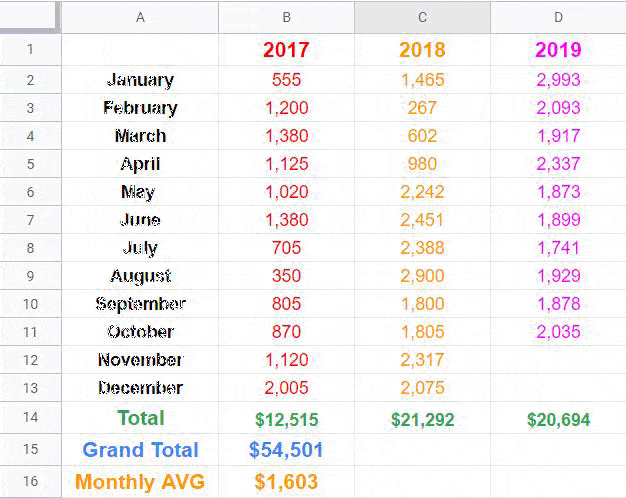 A B C D
1 2017 2018 2019
2 January 555 1,465 2,993
3 February 1,200 267 2,093
4 March 1,380 602 1,917
5 April 1,125 980 2,337
6 May 1,020 2,242 1,873
7 June 1,380 2,451 1,899
8 July 705 2,388 1,741
9 August 350 2,900 1,929
10 September 805 1,800 1,878
11 October 870 1,805 2,035
12 November 1,120 2,317
13 December 2,005 2,075
14 Total $12,515 $21,292 $20,694
15 Grand Total $54,501
16 Monthly AVG $1,603